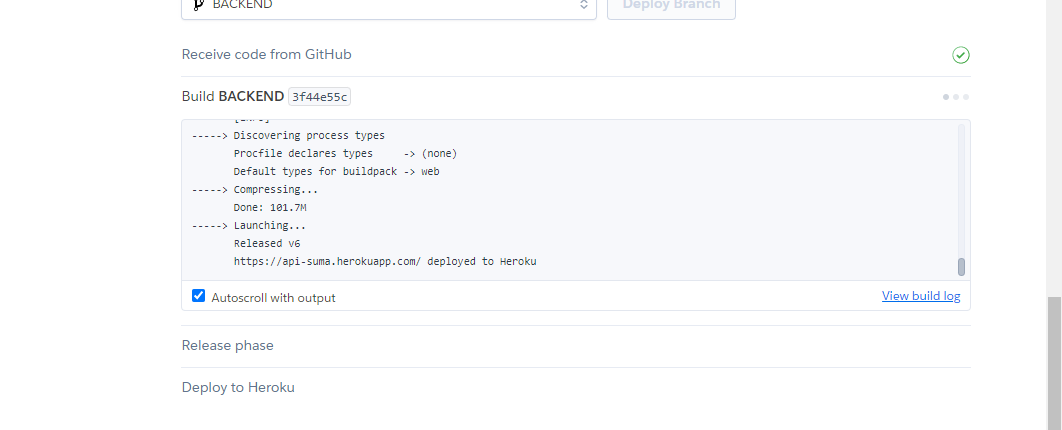 BACKEND
Deploy Branch
Receive code from GitHub
Build BACKEND 3f44e55c
-----> Discovering process types
Procfile declares types     -> (none)
Default types for buildpack -> web
-----> Compressing...
Done: 101.7M
-----> Launching...
Released v6
https://api-suma.herokuapp.com/ deployed to Heroku
Autoscroll with output
View build log
Release phase
Deploy to Heroku